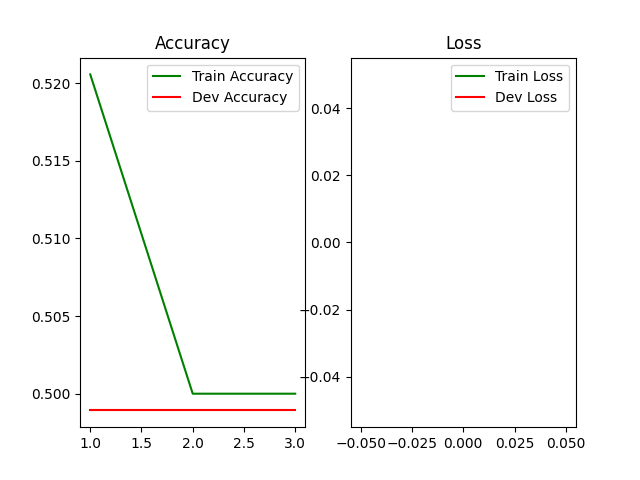 Accuracy
Train Accuracy
Dev Accuracy
0.520
0.515
0.510
0.505
0.500
1.0 1.5 2.0 2.5 3.0
Loss
Train Loss
Dev Loss
0.04
0.02
0.00
−0.02
−0.04
−0.050 −0.025 0.000 0.025 0.050